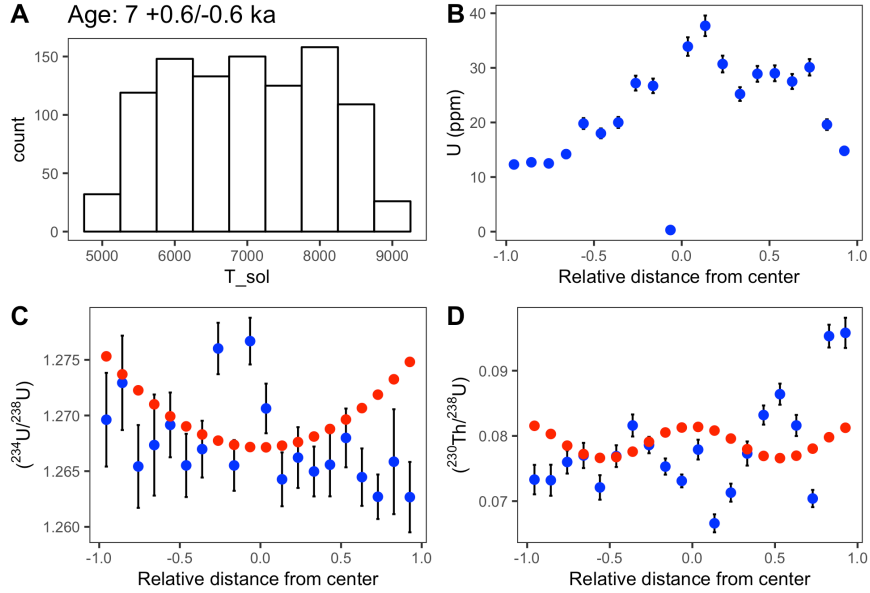 A Age: 7 +0.6/-0.6 ka
150
100
50
0
count
5000 6000 7000 8000 9000
T_sol
B
40
30
20
10
0
U (ppm)
-1.0 -0.5 0.0 0.5 1.0
Relative distance from center
C
1.275
1.270
1.265
1.260
(²³⁴U/²³⁸U)
-1.0 -0.5 0.0 0.5 1.0
Relative distance from center
D
0.09
0.08
0.07
(²³⁰Th/²³⁸U)
-1.0 -0.5 0.0 0.5 1.0
Relative distance from center